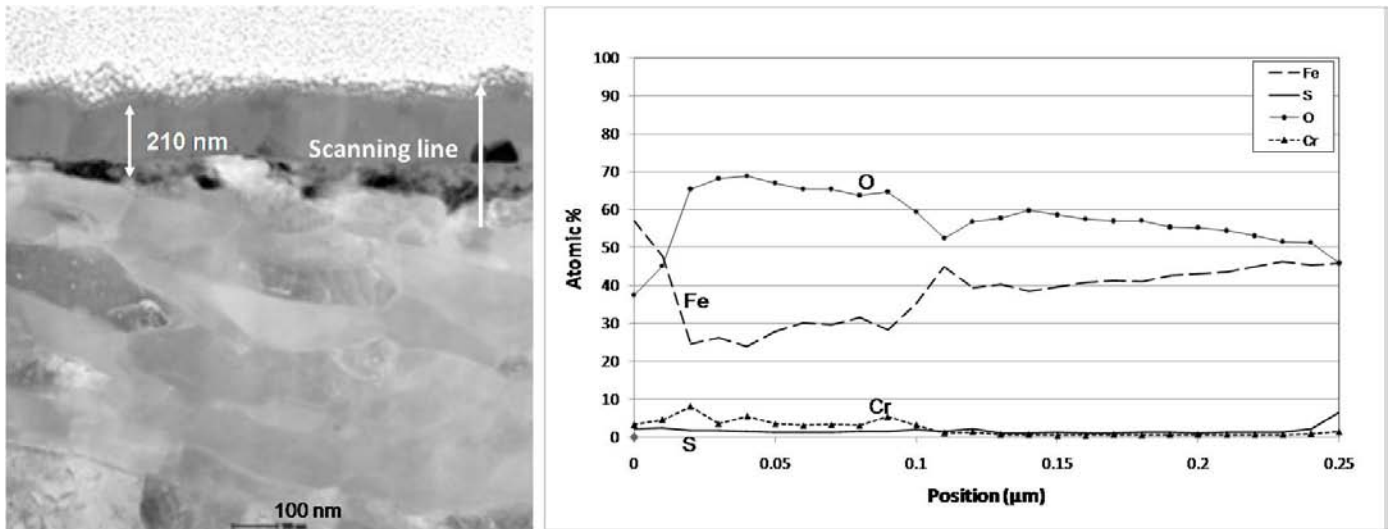 210 nm
Scanning line
100 nm
100
90
80
70
60
50
40
30
20
10
0
Atomic %
0
0.05
0.1
0.15
0.2
0.25
Position (µm)
Fe
S
O
Cr
O
Fe
Cr
S